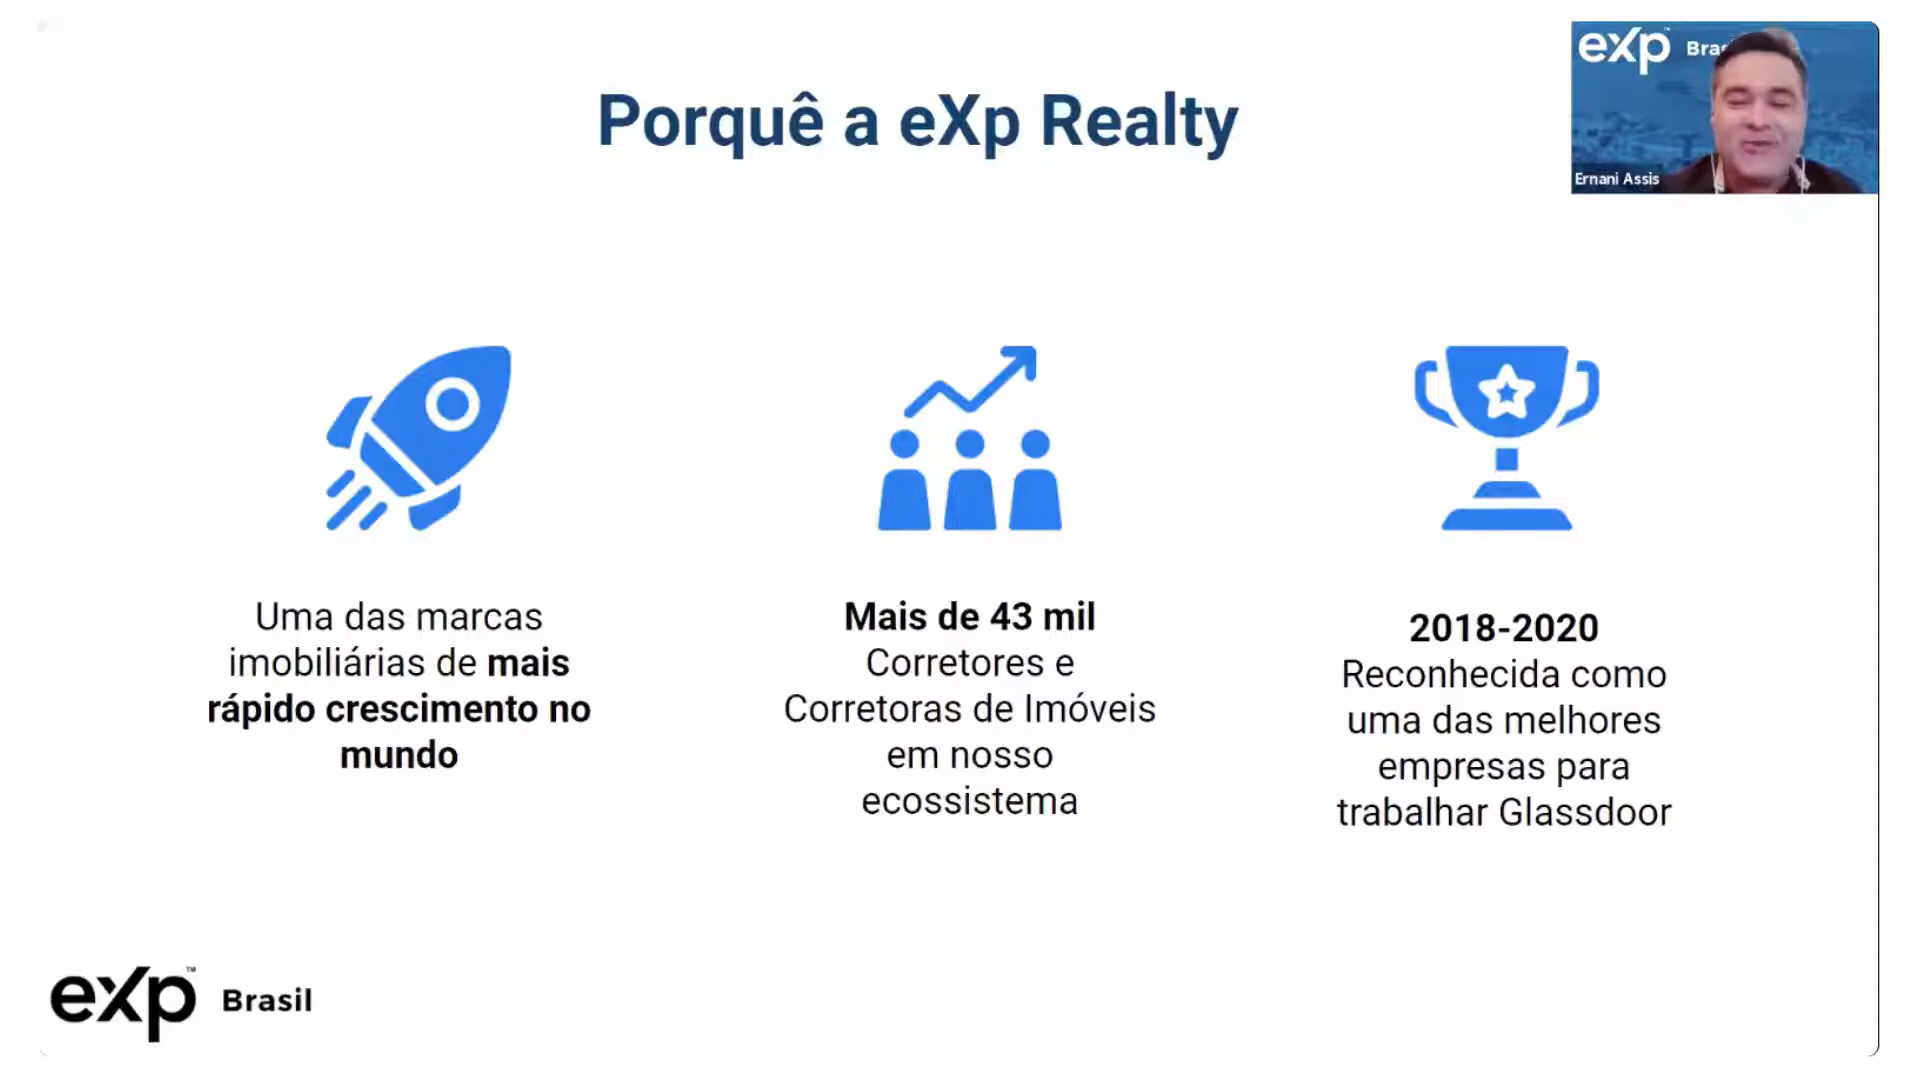 Porquê a eXp Realty
eXp
Ernani Assis
Uma das marcas
imobiliárias de mais
rápido crescimento no
mundo
Mais de 43 mil
Corretores e
Corretoras de Imóveis
em nosso
ecossistema
2018-2020
Reconhecida como
uma das melhores
empresas para
trabalhar Glassdoor
eXp™ Brasil